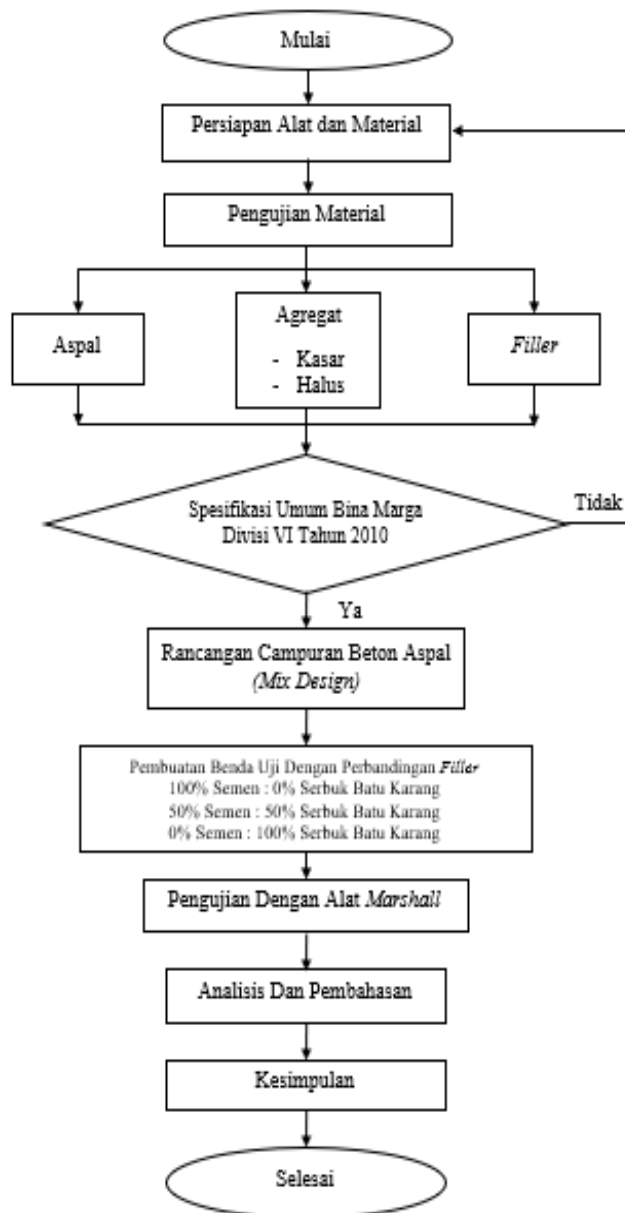 Mulai
Persiapan Alat dan Material
Pengujian Material
Aspal
Agregat
- Kasar
- Halus
Filler
Spesifikasi Umum Bina Marga
Divisi VI Tahun 2010
Tidak
Ya
Rancangan Campuran Beton Aspal
(Mix Design)
Pembuatan Benda Uji Dengan Perbandingan Filler
100% Semen : 0% Serbuk Batu Karang
50% Semen : 50% Serbuk Batu Karang
0% Semen : 100% Serbuk Batu Karang
Pengujian Dengan Alat Marshall
Analisis Dan Pembahasan
Kesimpulan
Selesai